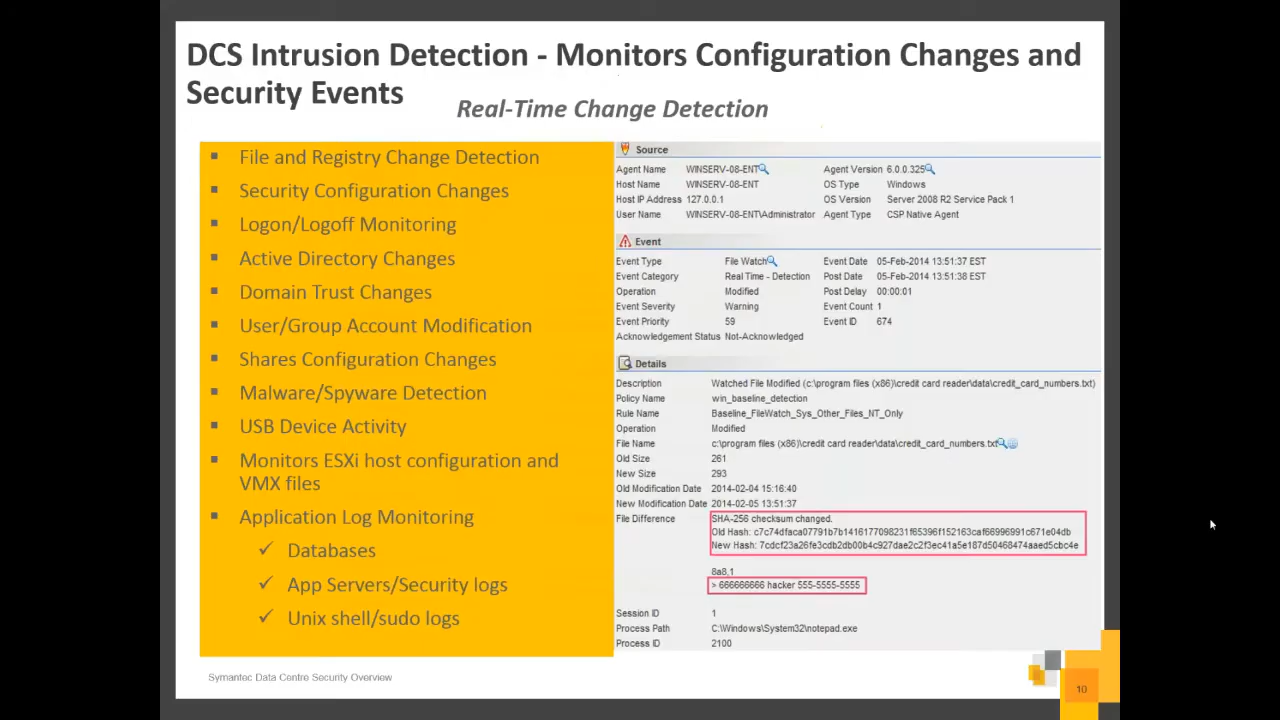 DCS Intrusion Detection - Monitors Configuration Changes and
Security Events
Real-Time Change Detection
File and Registry Change Detection
Security Configuration Changes
Logon/Logoff Monitoring
Active Directory Changes
Domain Trust Changes
User/Group Account Modification
Shares Configuration Changes
Malware/Spyware Detection
USB Device Activity
Monitors ESXi host configuration and
VMX files
Application Log Monitoring
Databases
App Servers/Security logs
Unix shell/sudo logs
Source
Agent Name WINSERV-08-ENT Agent Version 6.0.0.325
Host Name WINSERV-08-ENT OS Type Windows
Host IP Address 127.0.0.1 OS Version Server 2008 R2 Service Pack 1
User Name WINSERV-08-ENT\Administrator Agent Type CSP Native Agent
Event
Event Type File Watch Event Date 05-Feb-2014 13:51:37 EST
Event Category Real Time - Detection Post Date 05-Feb-2014 13:51:38 EST
Operation Modified Post Delay 00:00:01
Event Severity Warning Event Count 1
Event Priority 59 Event ID 674
Acknowledgement Status Not-Acknowledged
Details
Description Watched File Modified (c:\program files (x86)\credit card reader\data\credit_card_numbers.txt)
Policy Name win_baseline_detection
Rule Name Baseline_FileWatch_Sys_Other_Files_NT_Only
Operation Modified
File Name c:\program files (x86)\credit card reader\data\credit_card_numbers.txt
Old Size 261
New Size 293
Old Modification Date 2014-02-04 15:16:40
New Modification Date 2014-02-05 13:51:37
File Difference SHA-256 checksum changed.
Old Hash: c7c74dfaca07791b7b1416177098231f65396f152163caf66996991c671e04db
New Hash: 7cdcf23a26fe3cdb2db00b4c927dae2c2f3ec41a5e187d50468474aaed5cbc4e
8a8,1
> 666666666 hacker 555-5555-5555
Session ID 1
Process Path C:\Windows\System32\notepad.exe
Process ID 2100
Symantec Data Centre Security Overview
10